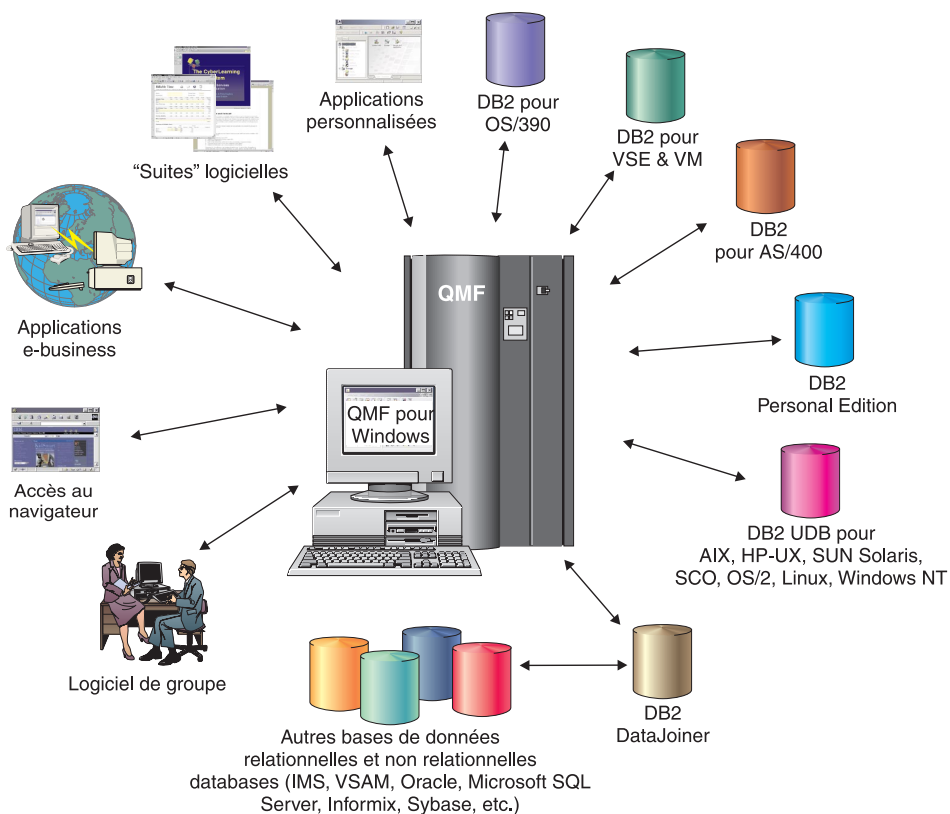 The CyberLearning
"Suites" logicielles
Applications
personnalisées
DB2 pour
OS/390
DB2 pour
VSE & VM
DB2
pour AS/400
Applications
e-business
QMF
QMF pour
Windows
DB2
Personal Edition
Accès au
navigateur
DB2 UDB pour
AIX, HP-UX, SUN Solaris,
SCO, OS/2, Linux, Windows NT
Logiciel de groupe
DB2
DataJoiner
Autres bases de données
relationnelles et non relationnelles
databases (IMS, VSAM, Oracle, Microsoft SQL
Server, Informix, Sybase, etc.)